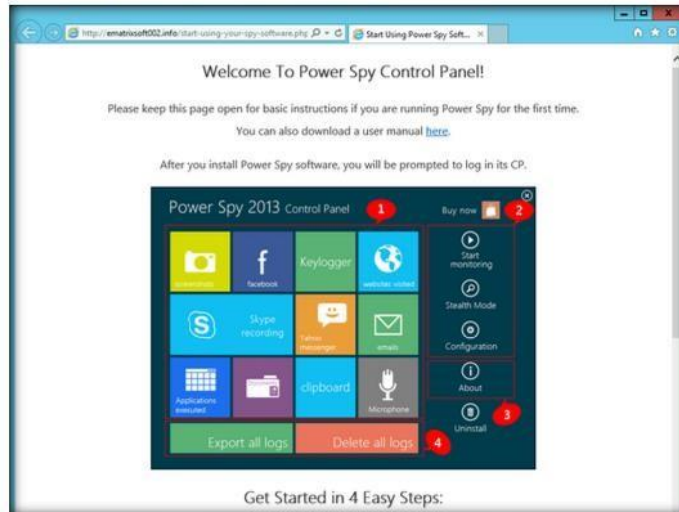 http://ematrixsoft002.info/start-using-your-spy-software.php
Start Using Power Spy Soft...
Welcome To Power Spy Control Panel!
Please keep this page open for basic instructions if you are running Power Spy for the first time.
You can also download a user manual here.
After you install Power Spy software, you will be prompted to log in its CP.
Power Spy 2013 Control Panel
1
Buy now
2
screenshots
facebook
Keylogger
websites visited
Start
monitoring
Skype
recording
Yahoo
messenger
emails
Stealth Mode
Configuration
Applications
executed
clipboard
Microphone
About
3
Uninstall
Export all logs
Delete all logs
4
Get Started in 4 Easy Steps: